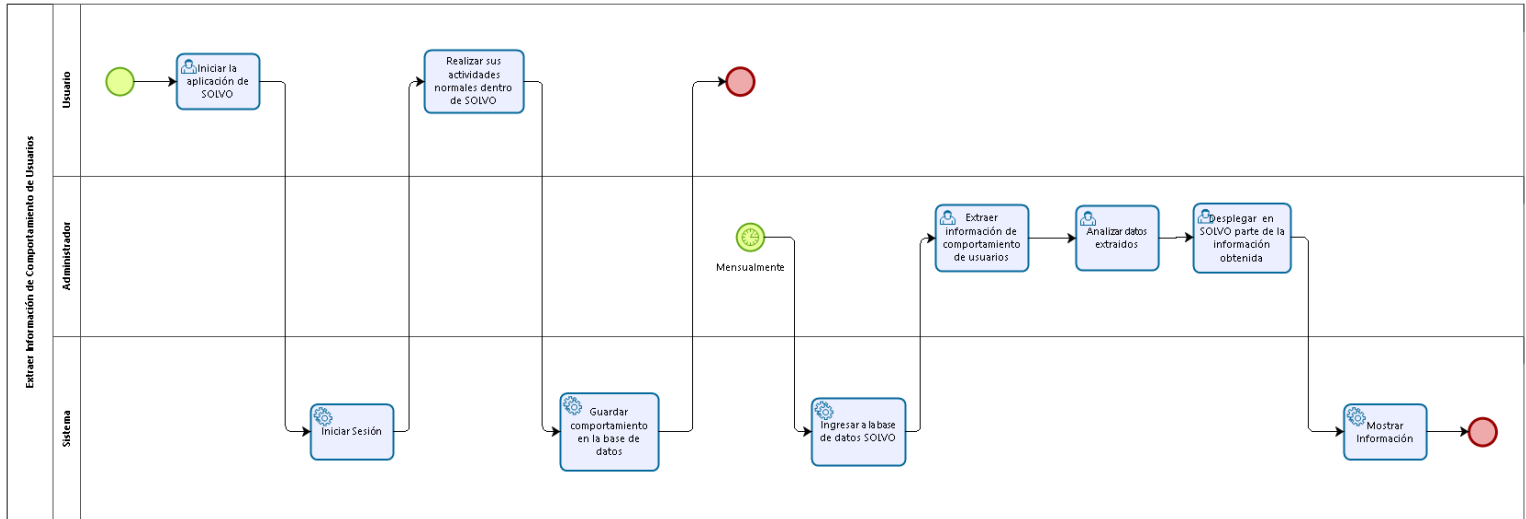 Extraer Información de Comportamiento de Usuarios
Usuario
Iniciar la
aplicación de
SOLVO
Realizar sus
actividades
normales dentro
de SOLVO
Administrador
Mensualmente
Extraer
información de
comportamiento
de usuarios
Analizar datos
extraidos
Desplegar en
SOLVO parte de la
información
obtenida
Sistema
Iniciar Sesión
Guardar
comportamiento
en la base de
datos
Ingresar a la base
de datos SOLVO
Mostrar
Información